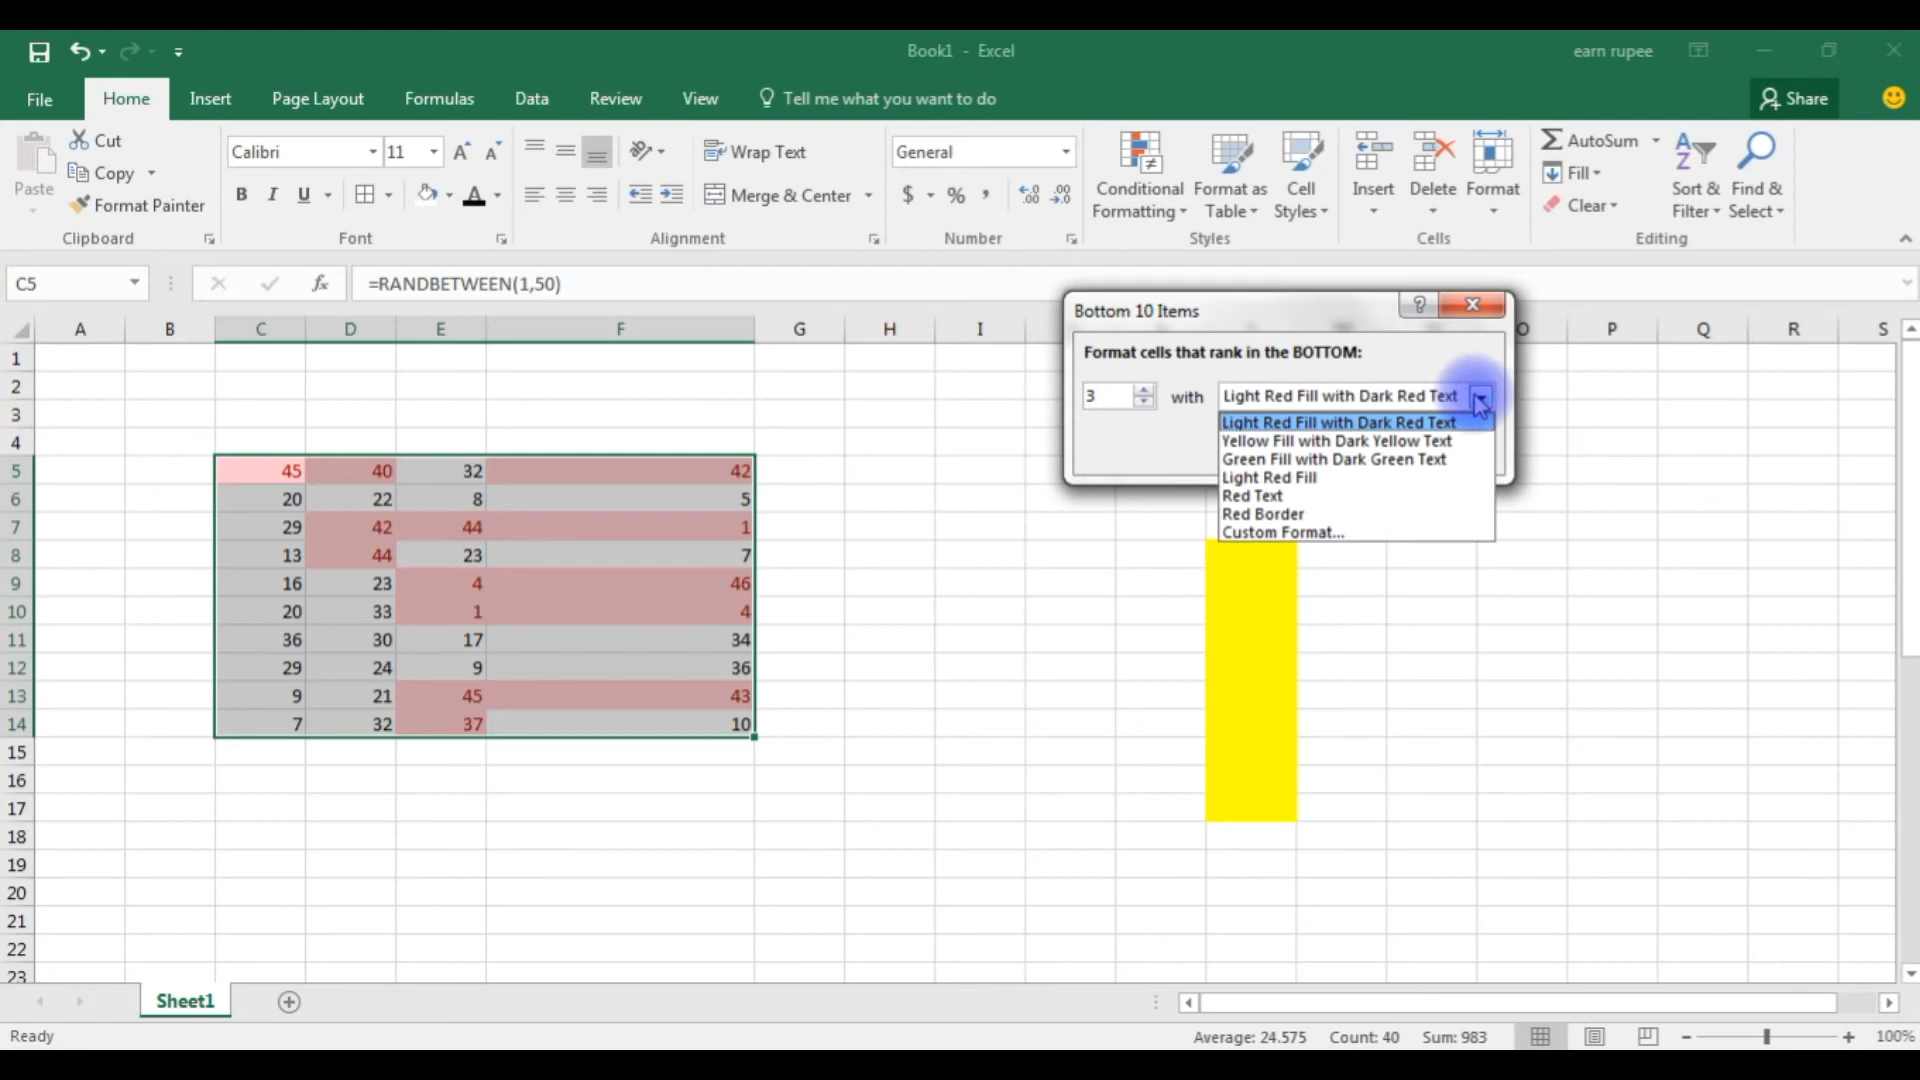 Book1 - Excel
earn rupee
File Home Insert Page Layout Formulas Data Review View Tell me what you want to do Share
Paste
Cut
Copy
Format Painter
Clipboard
Calibri 11
B I U A
Font
Wrap Text
Merge & Center
Alignment
General
$ % ,
Number
Conditional Formatting
Format as Table
Cell Styles
Styles
Insert Delete Format
Cells
AutoSum
Fill
Clear
Sort & Filter
Find & Select
Editing
C5 fx =RANDBETWEEN(1,50)
Bottom 10 Items
Format cells that rank in the BOTTOM:
3 with Light Red Fill with Dark Red Text
Light Red Fill with Dark Red Text
Yellow Fill with Dark Yellow Text
Green Fill with Dark Green Text
Light Red Fill
Red Text
Red Border
Custom Format...
A B C D E F G H I O P Q R S
1
2
3
4
5 45 40 32 42
6 20 22 8 5
7 29 42 44 1
8 13 44 23 7
9 16 23 4 46
10 20 33 1 4
11 36 30 17 34
12 29 24 9 36
13 9 21 45 43
14 7 32 37 10
15
16
17
18
19
20
21
22
23
Sheet1
Ready
Average: 24.575 Count: 40 Sum: 983
100%